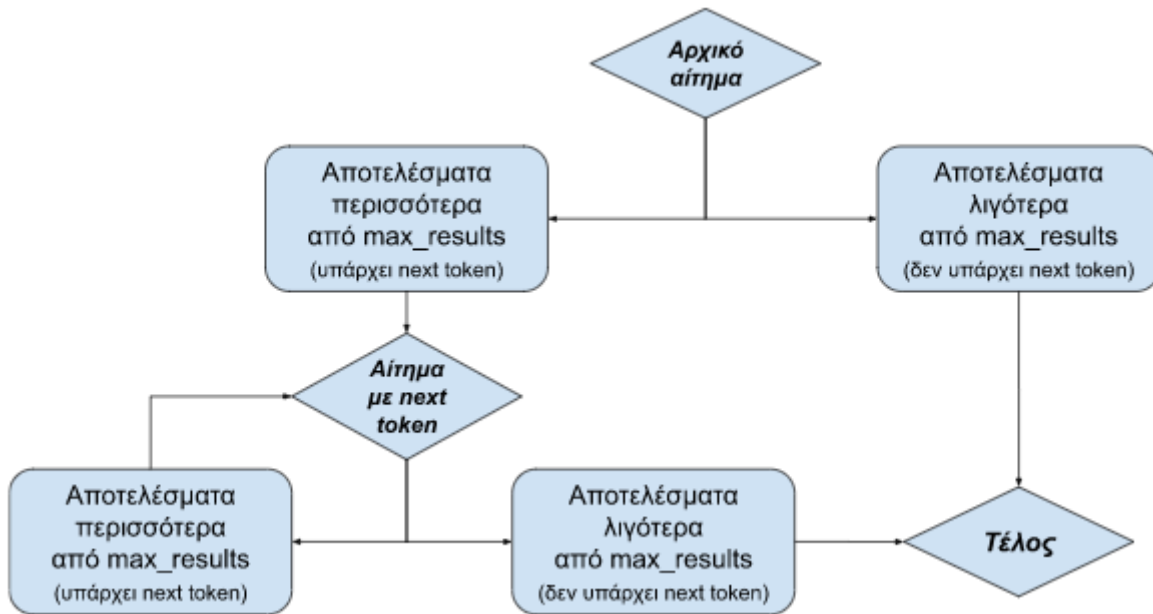 Αρχικό
αίτημα
Αποτελέσματα
περισσότερα
από max_results
(υπάρχει next token)
Αποτελέσματα
λιγότερα
από max_results
(δεν υπάρχει next token)
Αίτημα
με next
token
Αποτελέσματα
περισσότερα
από max_results
(υπάρχει next token)
Αποτελέσματα
λιγότερα
από max_results
(δεν υπάρχει next token)
Τέλος